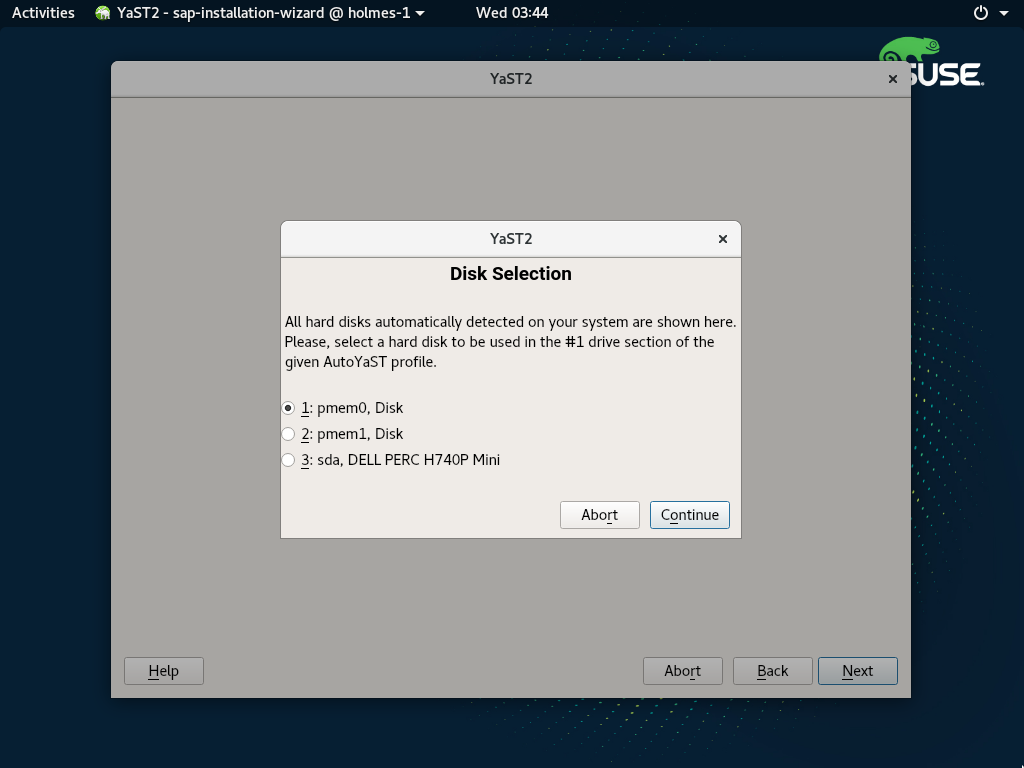 Activities
YaST2 - sap-installation-wizard @ holmes-1
Wed 03:44
SUSE
YaST2
YaST2
Disk Selection
All hard disks automatically detected on your system are shown here.
Please, select a hard disk to be used in the #1 drive section of the
given AutoYaST profile.
1: pmem0, Disk
2: pmem1, Disk
3: sda, DELL PERC H740P Mini
Abort
Continue
Help
Abort
Back
Next